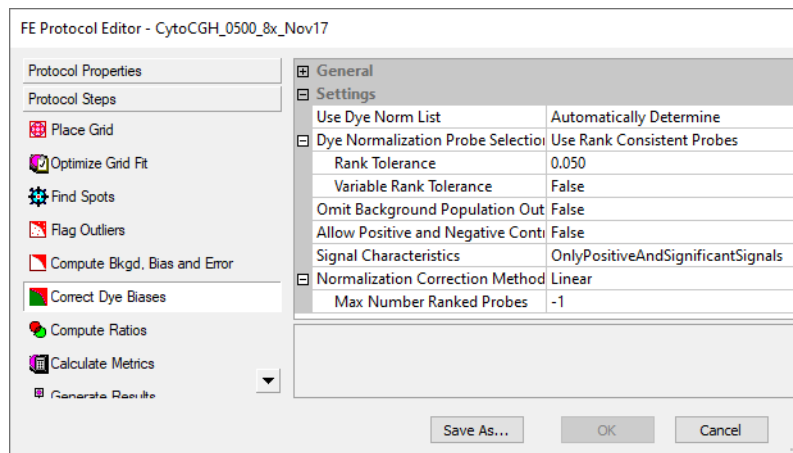 FE Protocol Editor - CytoCGH_0500_8x_Nov17
Protocol Properties
Protocol Steps
Place Grid
Optimize Grid Fit
Find Spots
Flag Outliers
Compute Bkgd, Bias and Error
Correct Dye Biases
Compute Ratios
Calculate Metrics
Generate Results
General
Settings
Use Dye Norm List Automatically Determine
Dye Normalization Probe Selection Use Rank Consistent Probes
Rank Tolerance 0.050
Variable Rank Tolerance False
Omit Background Population Out False
Allow Positive and Negative Contr False
Signal Characteristics OnlyPositiveAndSignificantSignals
Normalization Correction Method Linear
Max Number Ranked Probes -1
Save As... OK Cancel